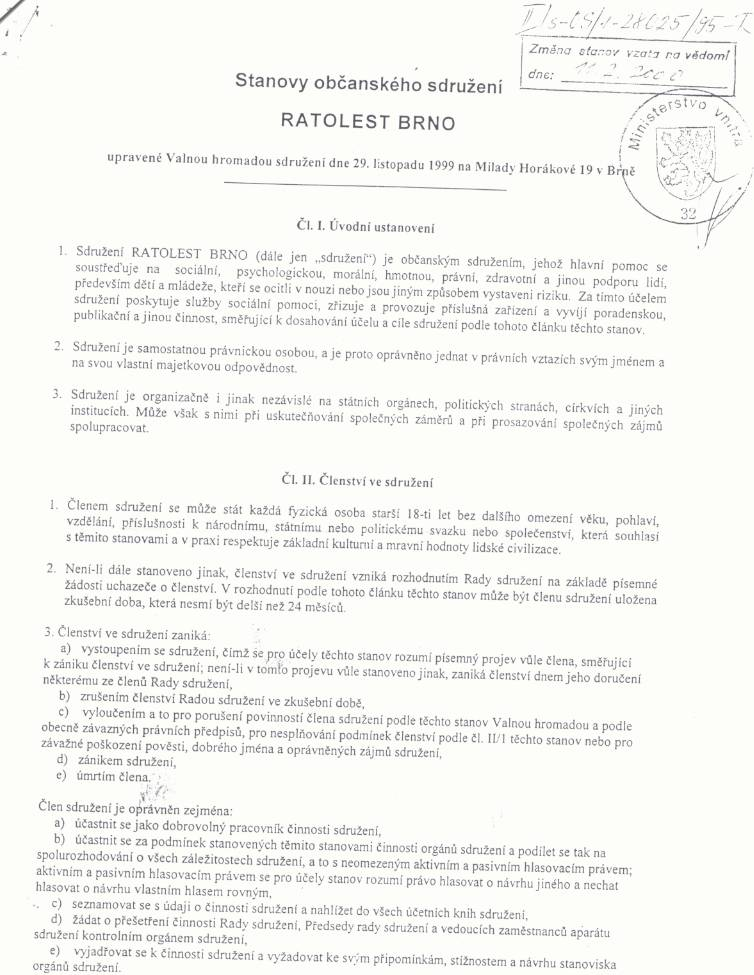 II/s-OS/1-28625/95-R
Změna stanov vzata na vědomí
dne: 11. 2. 2000
Ministerstvo vnitra
32
Stanovy občanského sdružení
RATOLEST BRNO
upravené Valnou hromadou sdružení dne 29. listopadu 1999 na Milady Horákové 19 v Brně
Čl. I. Úvodní ustanovení
1. Sdružení RATOLEST BRNO (dále jen „sdružení“) je občanským sdružením, jehož hlavní pomoc se
soustřeďuje na sociální, psychologickou, morální, hmotnou, právní, zdravotní a jinou podporu lidí,
především dětí a mládeže, kteří se ocitli v nouzi nebo jsou jiným způsobem vystaveni riziku. Za tímto účelem
sdružení poskytuje služby sociální pomoci, zřizuje a provozuje příslušná zařízení a vyvíjí poradenskou,
publikační a jinou činnost, směřující k dosahování účelu a cíle sdružení podle tohoto článku těchto stanov.
2. Sdružení je samostatnou právnickou osobou, a je proto oprávněno jednat v právních vztazích svým jménem a
na svou vlastní majetkovou odpovědnost.
3. Sdružení je organizačně i jinak nezávislé na státních orgánech, politických stranách, církvích a jiných
institucích. Může však s nimi při uskutečňování společných záměrů a při prosazování společných zájmů
spolupracovat.
Čl. II. Členství ve sdružení
1. Členem sdružení se může stát každá fyzická osoba starší 18-ti let bez dalšího omezení věku, pohlaví,
vzdělání, příslušnosti k národnímu, státnímu nebo politickému svazku nebo společenství, která souhlasí
s těmito stanovami a v praxi respektuje základní kulturní a mravní hodnoty lidské civilizace.
2. Není-li dále stanoveno jinak, členství ve sdružení vzniká rozhodnutím Rady sdružení na základě písemné
žádosti uchazeče o členství. V rozhodnutí podle tohoto článku těchto stanov může být členu sdružení uložena
zkušební doba, která nesmí být delší než 24 měsíců.
3. Členství ve sdružení zaniká:
a) vystoupením se sdružení, čímž se pro účely těchto stanov rozumí písemný projev vůle člena, směřující
k zániku členství ve sdružení; není-li v tomto projevu vůle stanoveno jinak, zaniká členství dnem jeho doručení
některému ze členů Rady sdružení,
b) zrušením členství Radou sdružení ve zkušební době,
c) vyloučením a to pro porušení povinností člena sdružení podle těchto stanov Valnou hromadou a podle
obecně závazných právních předpisů, pro nesplňování podmínek členství podle čl. II/1 těchto stanov nebo pro
závažné poškození pověsti, dobrého jména a oprávněných zájmů sdružení,
d) zánikem sdružení,
e) úmrtím člena.
Člen sdružení je oprávněn zejména:
a) účastnit se jako dobrovolný pracovník činnosti sdružení,
b) účastnit se za podmínek stanovených těmito stanovami činnosti orgánů sdružení a podílet se tak na
spolurozhodování o všech záležitostech sdružení, a to s neomezeným aktivním a pasivním hlasovacím právem;
aktivním a pasivním hlasovacím právem se pro účely stanov rozumí právo hlasovat o návrhu jiného a nechat
hlasovat o návrhu vlastním hlasem rovným,
c) seznamovat se s údaji o činnosti sdružení a nahlížet do všech účetních knih sdružení,
d) žádat o přešetření činnosti Rady sdružení, Předsedy rady sdružení a vedoucích zaměstnanců aparátu
sdružení kontrolním orgánem sdružení,
e) vyjadřovat se k činnosti sdružení a vyžadovat ke svým připomínkám, stížnostem a návrhu stanoviska
orgánů sdružení.